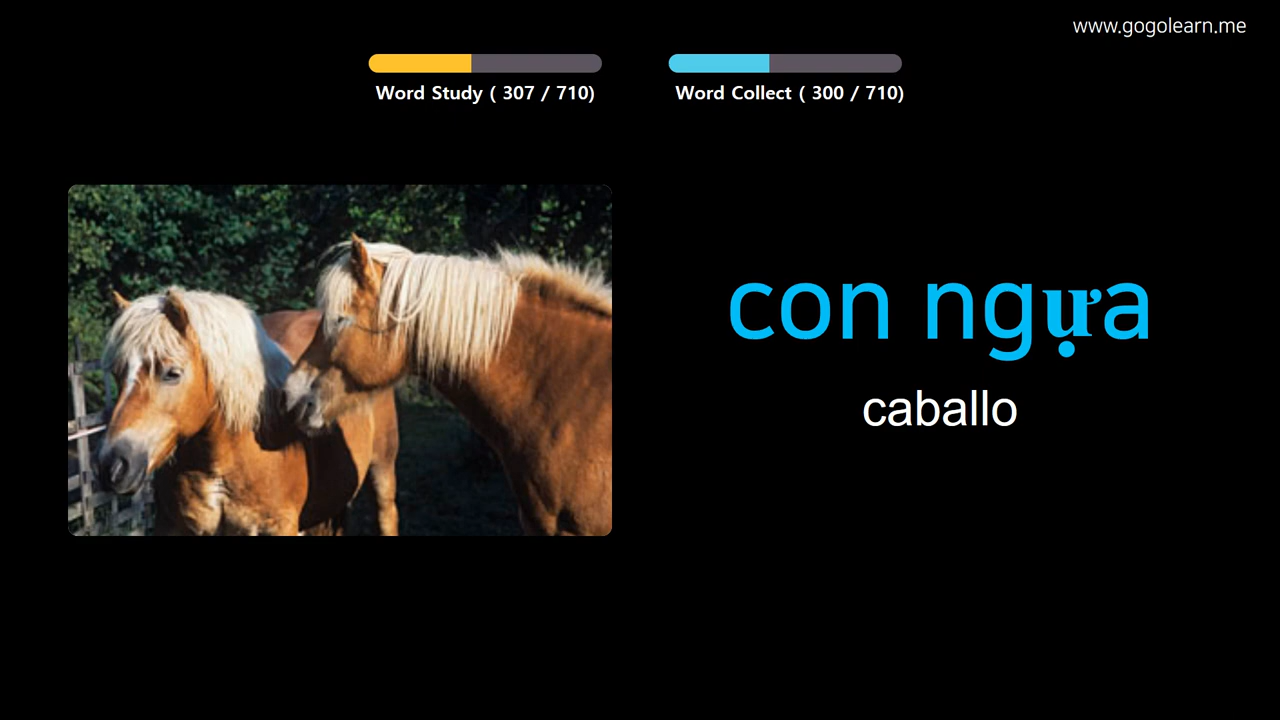 www.gogolearn.me
Word Study ( 307 / 710)
Word Collect ( 300 / 710)
con ngựa
caballo